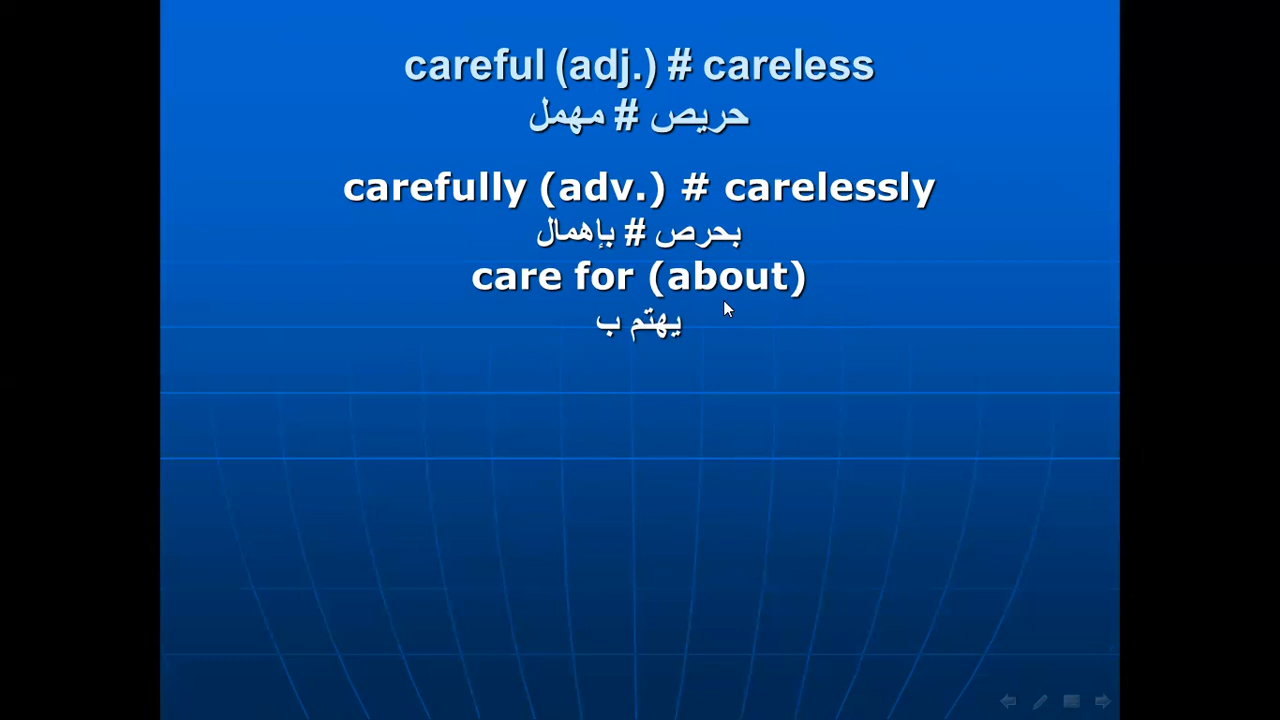 careful (adj.) # careless
حريص # مهمل
carefully (adv.) # carelessly
بحرص # بإهمال
care for (about)
يهتم ب